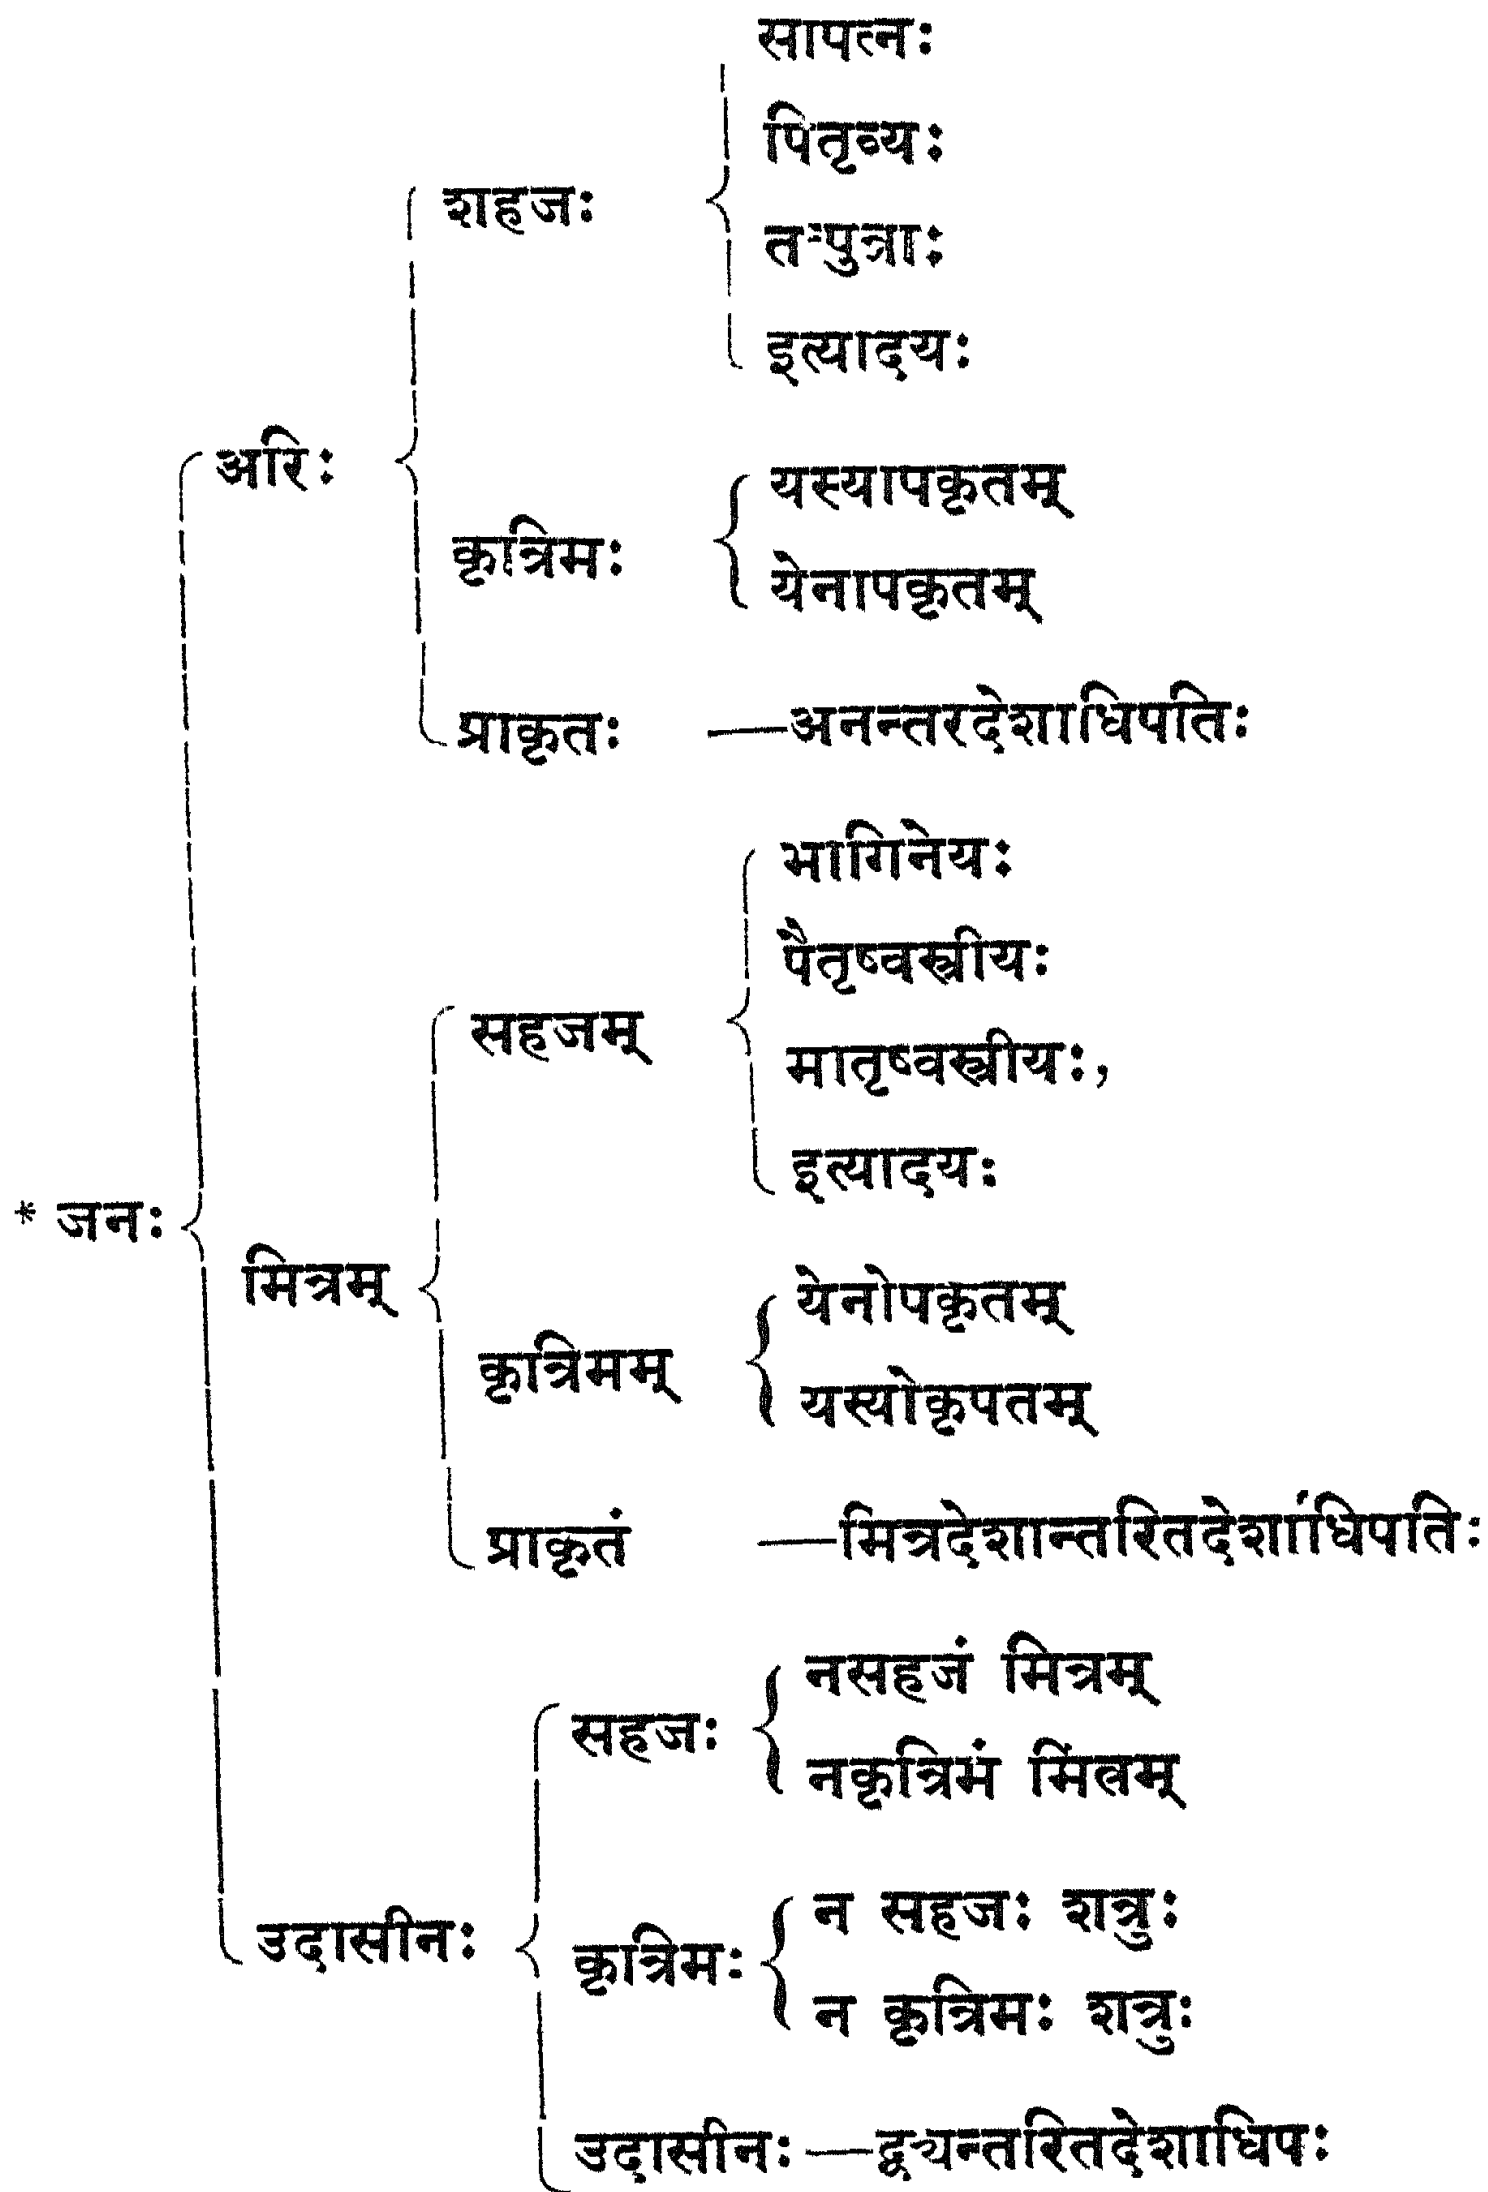 सापत्नः
पितृव्यः
शहजः
तत्पुत्राः
इत्यादयः
अरिः
यस्यापकृतम्
कृत्रिमः
येनापकृतम्
प्राकृतः —अनन्तरदेशाधिपतिः
भागिनेयः
पैतृष्वस्त्रीयः
सहजम्
मातृष्वस्त्रीयः,
इत्यादयः
* जनः
मित्रम्
येनोपकृतम्
कृत्रिमम्
यस्योकृपतम्
प्राकृतं —मित्रदेशान्तरितदेशाधिपतिः
नसहजं मित्रम्
सहजः
नकृत्रिमं मित्रम्
न सहजः शत्रुः
उदासीनः
कृत्रिमः
न कृत्रिमः शत्रुः
उदासीनः—द्व्यन्तरितदेशाधिपः